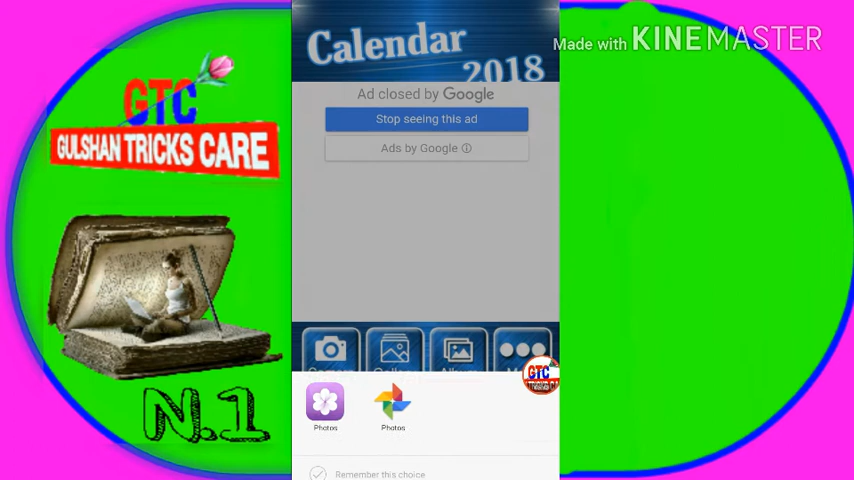 Calendar
2018
Made with KINEMASTER
GTC
GULSHAN TRICKS CARE
N.1
Ad closed by Google
Stop seeing this ad
Ads by Google
GTC
Photos
Photos
Remember this choice